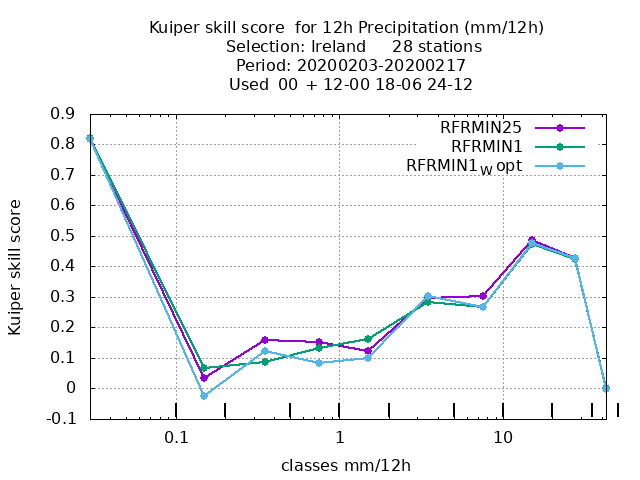 Kuiper skill score  for 12h Precipitation (mm/12h)
Selection: Ireland     28 stations
Period: 20200203-20200217
Used  00 + 12-00 18-06 24-12
0.9
0.8
0.7
0.6
0.5
0.4
0.3
0.2
0.1
0
-0.1
Kuiper skill score
RFRMIN25
RFRMIN1
RFRMIN1W opt
0.1
1
10
classes mm/12h